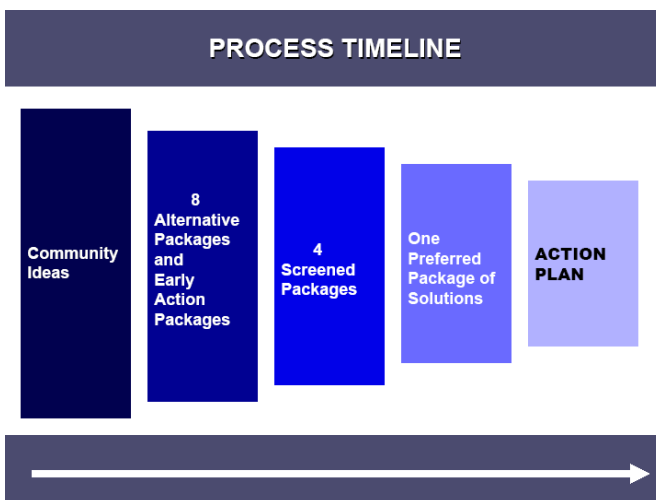 PROCESS TIMELINE
Community
Ideas
8
Alternative
Packages
and
Early
Action
Packages
4
Screened
Packages
One
Preferred
Package of
Solutions
ACTION
PLAN